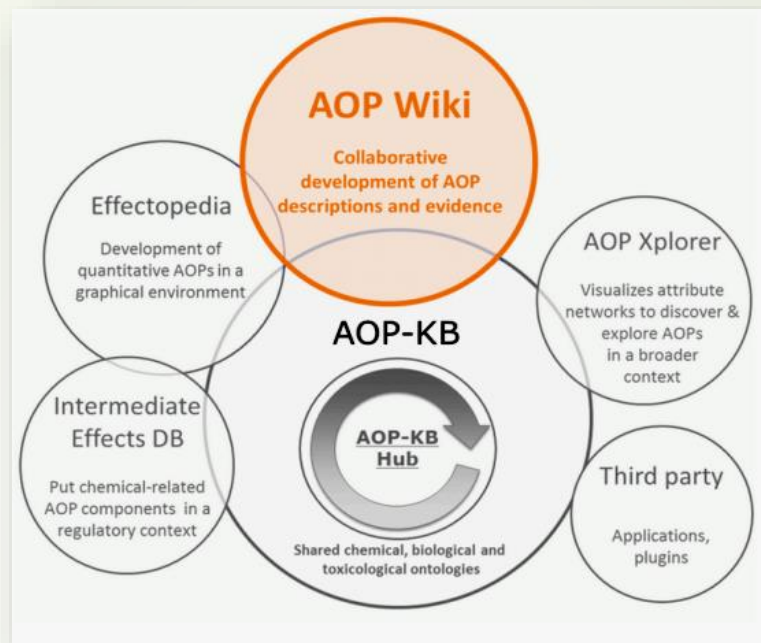 AOP Wiki
Collaborative
development of AOP
descriptions and evidence
Effectopedia
Development of
quantitative AOPs in a
graphical environment
AOP Xplorer
Visualizes attribute
networks to discover &
explore AOPs
in a broader
context
AOP-KB
AOP-KB
Hub
Shared chemical, biological and
toxicological ontologies
Intermediate
Effects DB
Put chemical-related
AOP components in a
regulatory context
Third party
Applications,
plugins